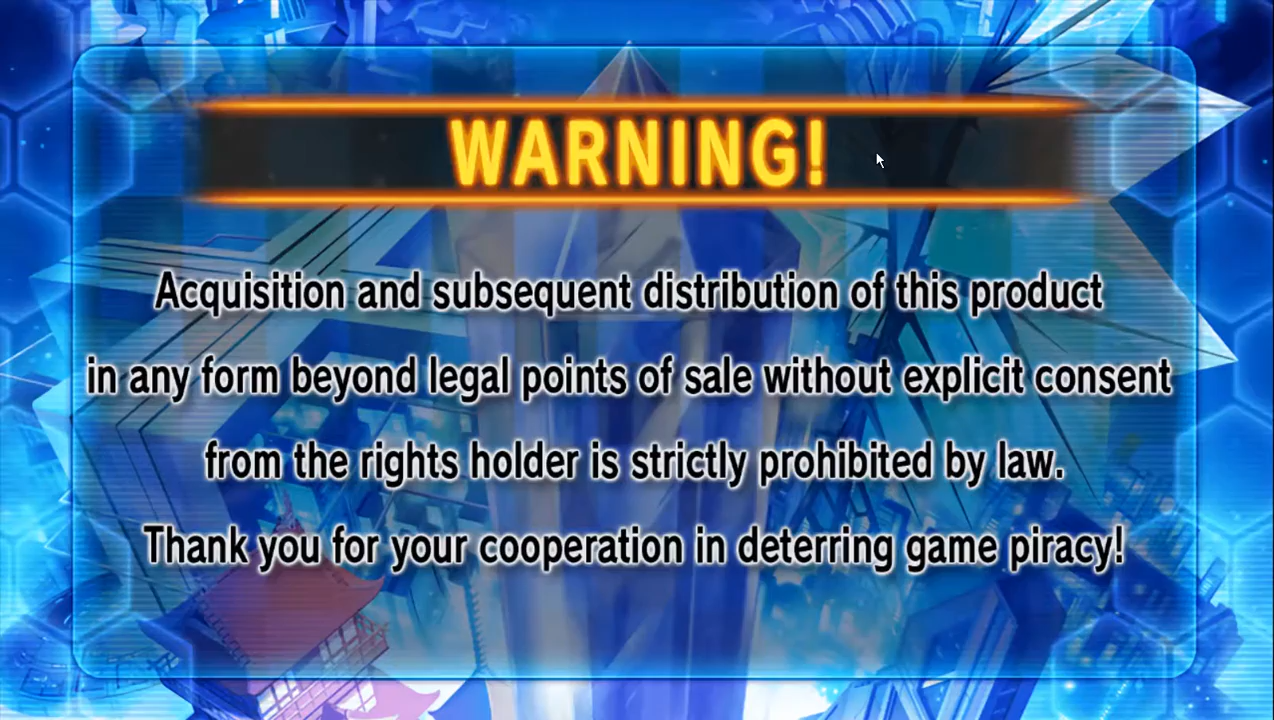 WARNING!
Acquisition and subsequent distribution of this product
in any form beyond legal points of sale without explicit consent
from the rights holder is strictly prohibited by law.
Thank you for your cooperation in deterring game piracy!